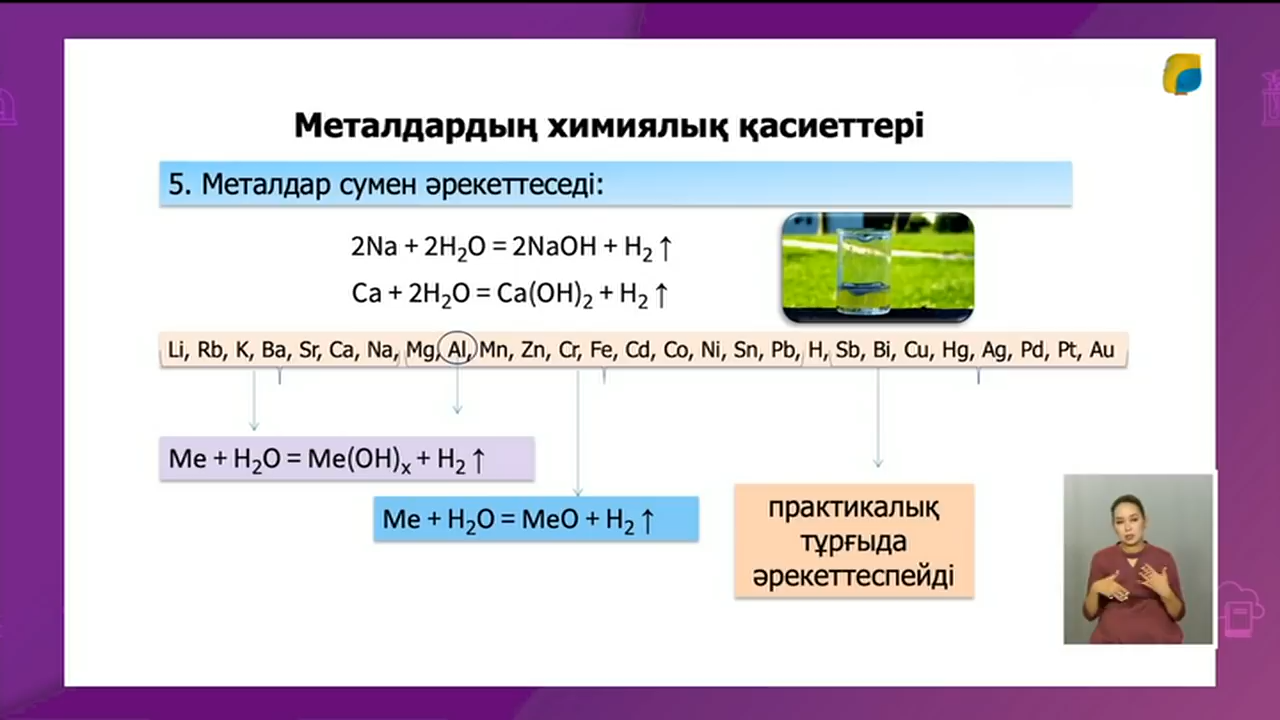 Металдардың химиялық қасиеттері
5. Металдар сумен әрекеттеседі:
2Na + 2H₂O = 2NaOH + H₂ ↑
Ca + 2H₂O = Ca(OH)₂ + H₂ ↑
Li, Rb, K, Ba, Sr, Ca, Na, Mg, Al, Mn, Zn, Cr, Fe, Cd, Co, Ni, Sn, Pb, H, Sb, Bi, Cu, Hg, Ag, Pd, Pt, Au
Me + H₂O = Me(OH)ₓ + H₂ ↑
Me + H₂O = MeO + H₂ ↑
практикалық
тұрғыда
әрекеттеспейді